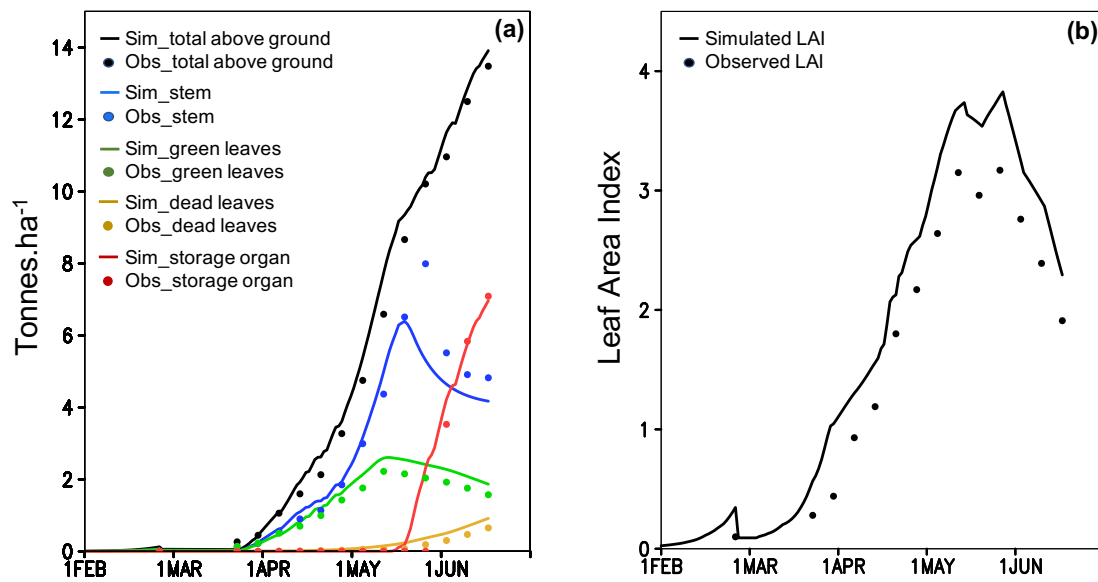 (a)
Sim_total above ground
Obs_total above ground
Sim_stem
Obs_stem
Sim_green leaves
Obs_green leaves
Sim_dead leaves
Obs_dead leaves
Sim_storage organ
Obs_storage organ
Tonnes.ha⁻¹
14
12
10
8
6
4
2
0
1FEB 1MAR 1APR 1MAY 1JUN
(b)
Simulated LAI
Observed LAI
Leaf Area Index
4
3
2
1
0
1FEB 1MAR 1APR 1MAY 1JUN